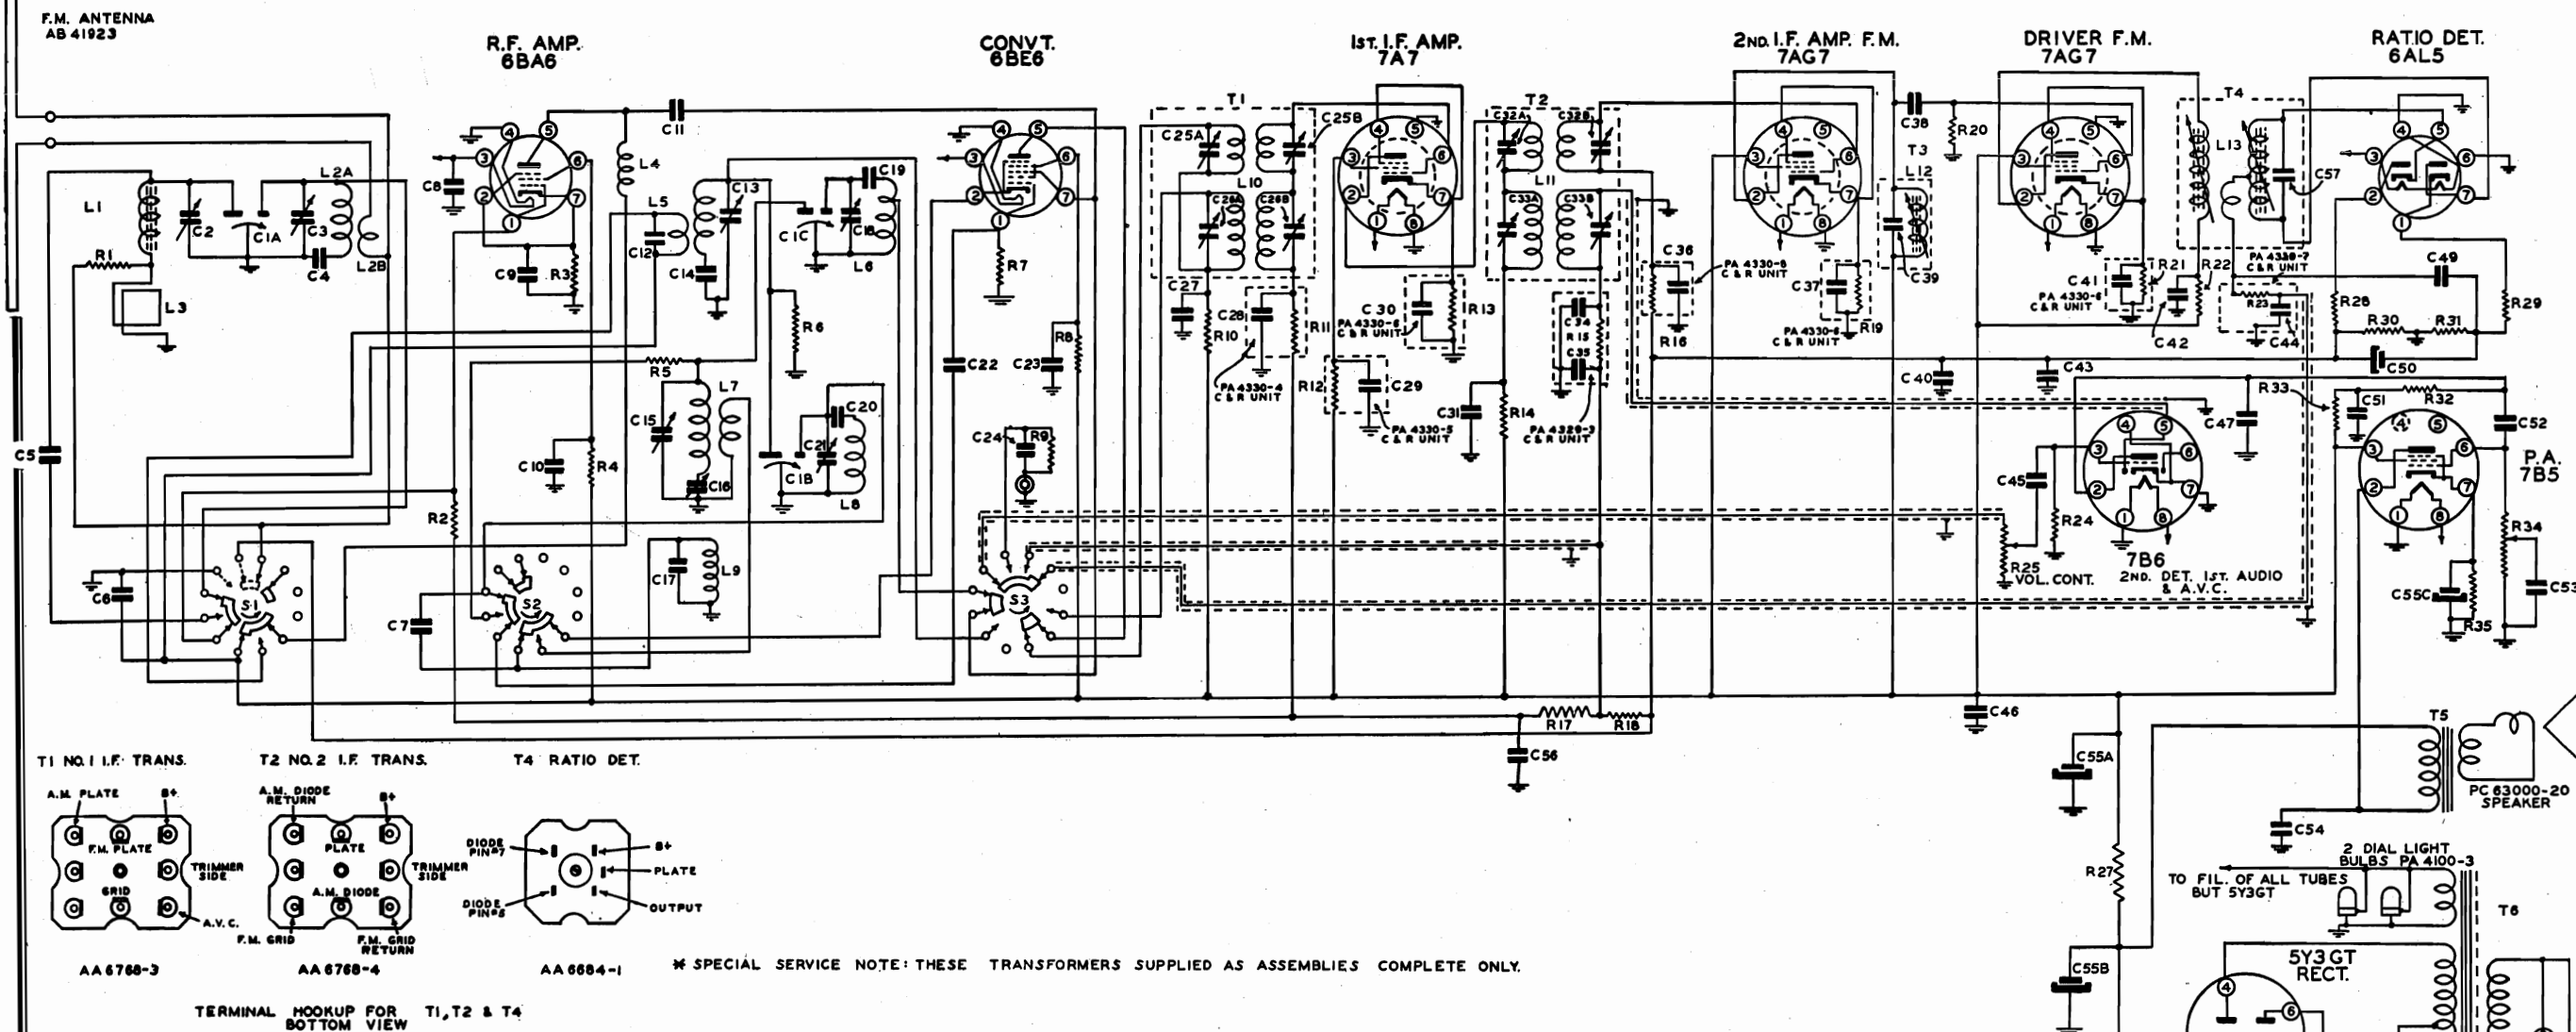 F.M. ANTENNA
AB 41923
R.F. AMP.
6BA6
CONVT.
6BE6
1ST. I.F. AMP.
7A7
2ND. I.F. AMP. F.M.
7AG7
DRIVER F.M.
7AG7
RATIO DET.
6AL5
L1
R1
L3
C2
C1A
C3
C4
L2A
L2B
C5
C6
S1
C8
C9
R3
L4
C11
L5
C12
C13
C14
C1C
C18
C19
L6
R6
R5
L7
C15
C16
C10
R4
R2
C1B
C21
C20
L8
C17
L9
C7
S2
R7
C22
C23
R8
C24
R9
S3
T1
C25A
C25B
L10
C26A
C26B
C27
R10
C28
R11
PA 4330-4
C & R UNIT
R12
C29
PA 4330-5
C & R UNIT
C30
PA 4330-6
C & R UNIT
R13
C31
R14
T2
C32A
C32B
L11
C33A
C33B
C34
R15
C35
PA 4329-3
C & R UNIT
C36
R16
PA 4330-6
C & R UNIT
C37
R19
PA 4330-6
C & R UNIT
C38
R20
T3
L12
C39
C40
C41
R21
PA 4330-6
C & R UNIT
C42
R22
C43
T4
L13
C57
PA 4329-7
C & R UNIT
R23
C44
C49
R28
R29
R30
R31
C50
R33
C51
R32
C52
C47
C45
R24
R25
VOL. CONT.
7B6
2ND. DET. 1ST. AUDIO
& A.V.C.
P.A.
7B5
R34
C53
C55C
R35
R17
R18
C56
C46
C55A
R27
C55B
T5
PC 63000-20
SPEAKER
C54
2 DIAL LIGHT
BULBS PA 4100-3
TO FIL. OF ALL TUBES
BUT 5Y3GT
T6
5Y3GT
RECT.
T1 NO.1 I.F. TRANS.
A.M. PLATE
B+
F.M. PLATE
TRIMMER
SIDE
GRID
A.V.C.
AA6768-3
T2 NO.2 I.F. TRANS.
A.M. DIODE
RETURN
B+
PLATE
TRIMMER
SIDE
A.M. DIODE
F.M. GRID
F.M. GRID
RETURN
AA6768-4
T4 RATIO DET.
DIODE
PIN#7
B+
PLATE
DIODE
PIN#5
OUTPUT
AA6684-1
* SPECIAL SERVICE NOTE: THESE TRANSFORMERS SUPPLIED AS ASSEMBLIES COMPLETE ONLY.
TERMINAL HOOKUP FOR T1, T2 & T4
BOTTOM VIEW